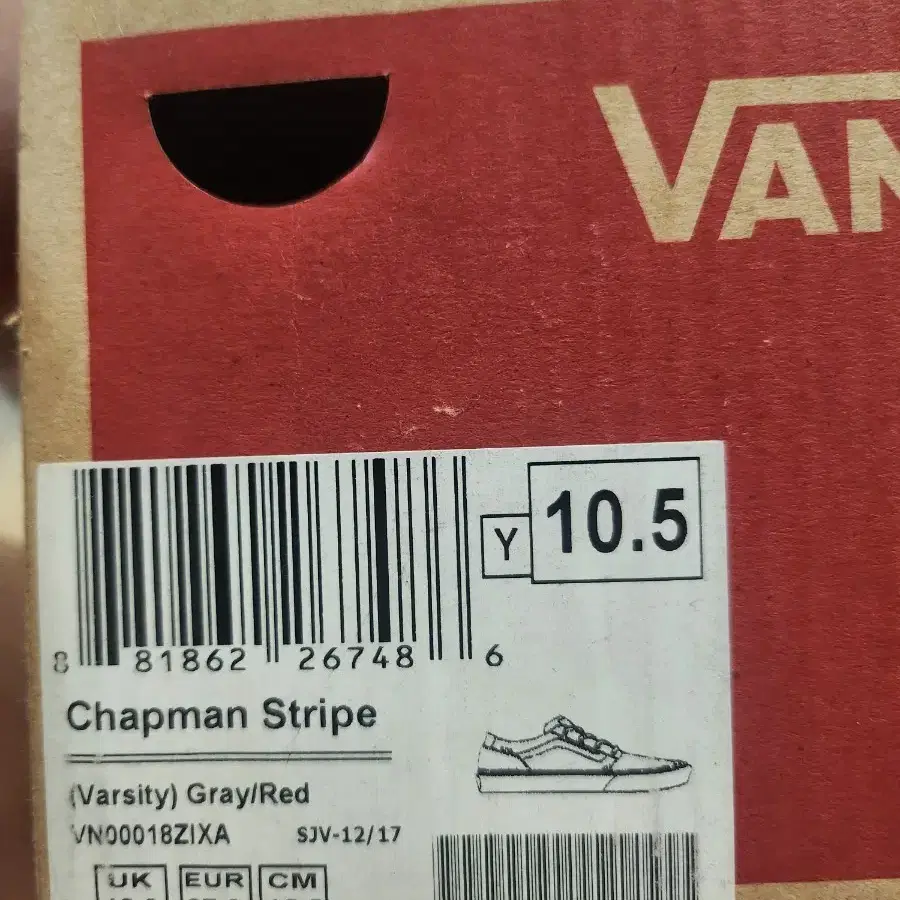 VAN
Y 10.5
8 81862 26748 6
Chapman Stripe
(Varsity) Gray/Red
VN00018ZIXA SJV-12/17
UK EUR CM